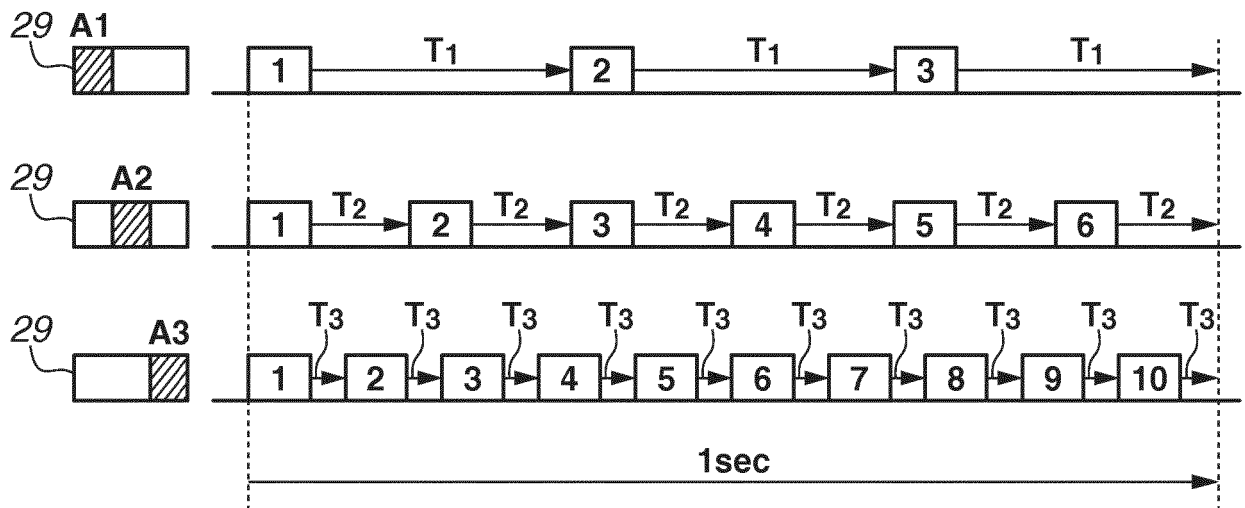 29 A1
1 T1 2 T1 3 T1
29 A2
1 T2 2 T2 3 T2 4 T2 5 T2 6 T2
T3 T3 T3 T3 T3 T3 T3 T3 T3 T3
29 A3
1 2 3 4 5 6 7 8 9 10
1sec